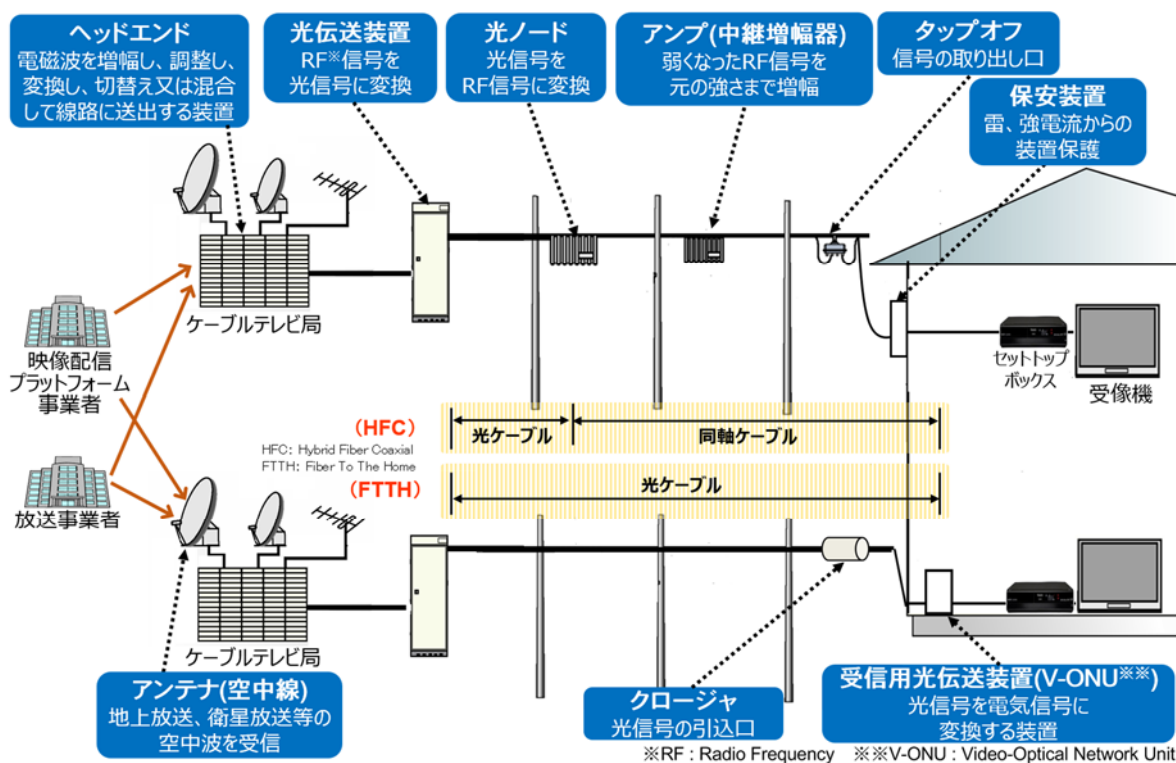 ヘッドエンド
電磁波を増幅し、調整し、
変換し、切替え又は混合
して線路に送出する装置
光伝送装置
RF※信号を
光信号に変換
光ノード
光信号を
RF信号に変換
アンプ(中継増幅器)
弱くなったRF信号を
元の強さまで増幅
タップオフ
信号の取り出し口
保安装置
雷、強電流からの
装置保護
ケーブルテレビ局
映像配信
プラットフォーム
事業者
セットトップ
ボックス
受像機
(HFC)
光ケーブル
同軸ケーブル
HFC: Hybrid Fiber Coaxial
FTTH: Fiber To The Home
(FTTH)
光ケーブル
放送事業者
ケーブルテレビ局
アンテナ(空中線)
地上放送、衛星放送等の
空中波を受信
クロージャ
光信号の引込口
受信用光伝送装置(V-ONU※※)
光信号を電気信号に
変換する装置
※RF : Radio Frequency ※※V-ONU : Video-Optical Network Unit